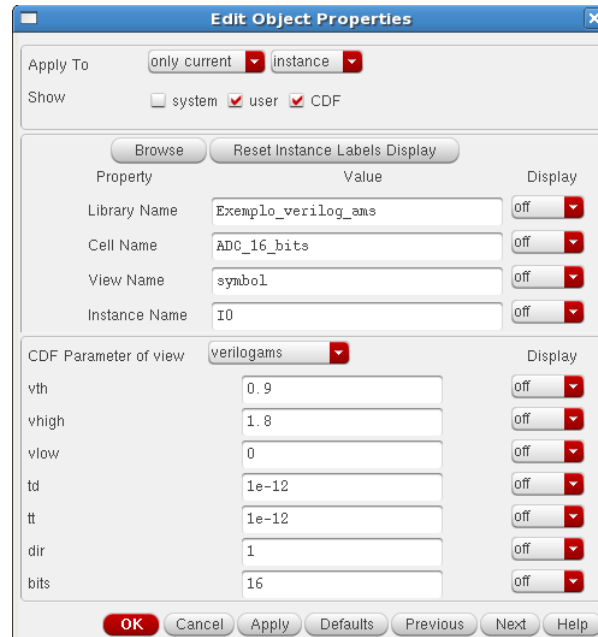 Edit Object Properties
Apply To only current instance
Show system user CDF
Browse Reset Instance Labels Display
Property Value Display
Library Name Exemplo_verilog_ams off
Cell Name ADC_16_bits off
View Name symbol off
Instance Name I0 off
CDF Parameter of view verilogams Display
vth 0.9 off
vhigh 1.8 off
vlow 0 off
td 1e-12 off
tt 1e-12 off
dir 1 off
bits 16 off
OK Cancel Apply Defaults Previous Next Help